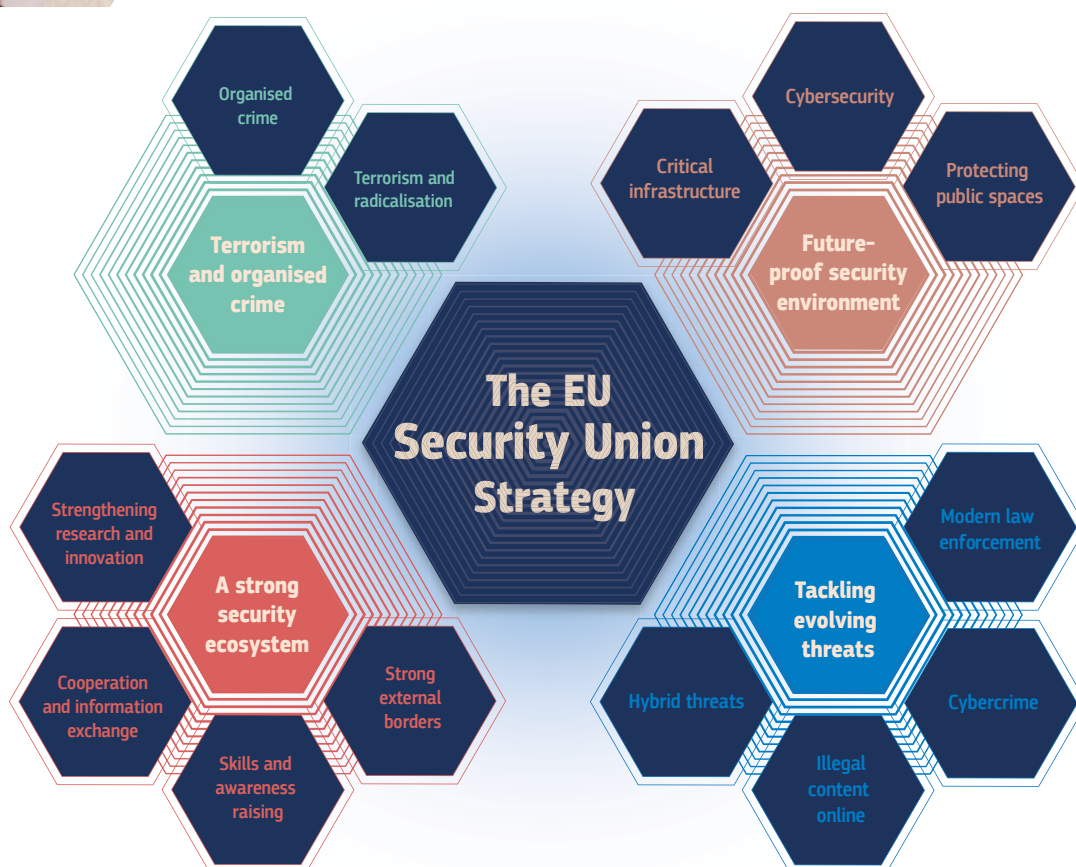 Organised
crime
Terrorism and
radicalisation
Terrorism
and organised
crime
Cybersecurity
Critical
infrastructure
Protecting
public spaces
Future-
proof security
environment
The EU
Security Union
Strategy
Strengthening
research and
innovation
A strong
security
ecosystem
Cooperation
and information
exchange
Skills and
awareness
raising
Strong
external
borders
Modern law
enforcement
Tackling
evolving
threats
Hybrid threats
Cybercrime
Illegal
content
online